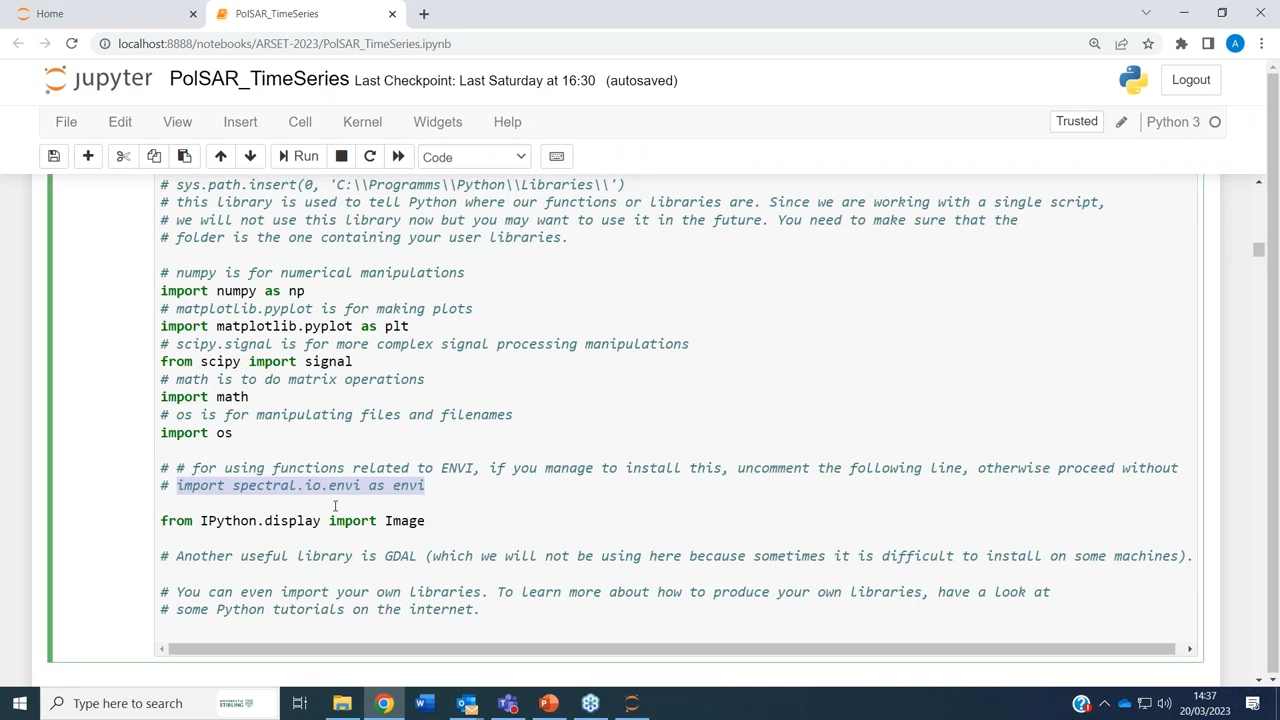 Home
PolSAR_TimeSeries
localhost:8888/notebooks/ARSET-2023/PolSAR_TimeSeries.ipynb
A
jupyter PolSAR_TimeSeries Last Checkpoint: Last Saturday at 16:30 (autosaved)
Logout
File Edit View Insert Cell Kernel Widgets Help
Trusted
Python 3
Run
Code
# sys.path.insert(0, 'C:\\Programms\\Python\\Libraries\\')
# this library is used to tell Python where our functions or libraries are. Since we are working with a single script,
# we will not use this library now but you may want to use it in the future. You need to make sure that the
# folder is the one containing your user libraries.
# numpy is for numerical manipulations
import numpy as np
# matplotlib.pyplot is for making plots
import matplotlib.pyplot as plt
# scipy.signal is for more complex signal processing manipulations
from scipy import signal
# math is to do matrix operations
import math
# os is for manipulating files and filenames
import os
# # for using functions related to ENVI, if you manage to install this, uncomment the following line, otherwise proceed without
# import spectral.io.envi as envi
from IPython.display import Image
# Another useful library is GDAL (which we will not be using here because sometimes it is difficult to install on some machines).
# You can even import your own libraries. To learn more about how to produce your own libraries, have a look at
# some Python tutorials on the internet.
Type here to search
14:37
20/03/2023